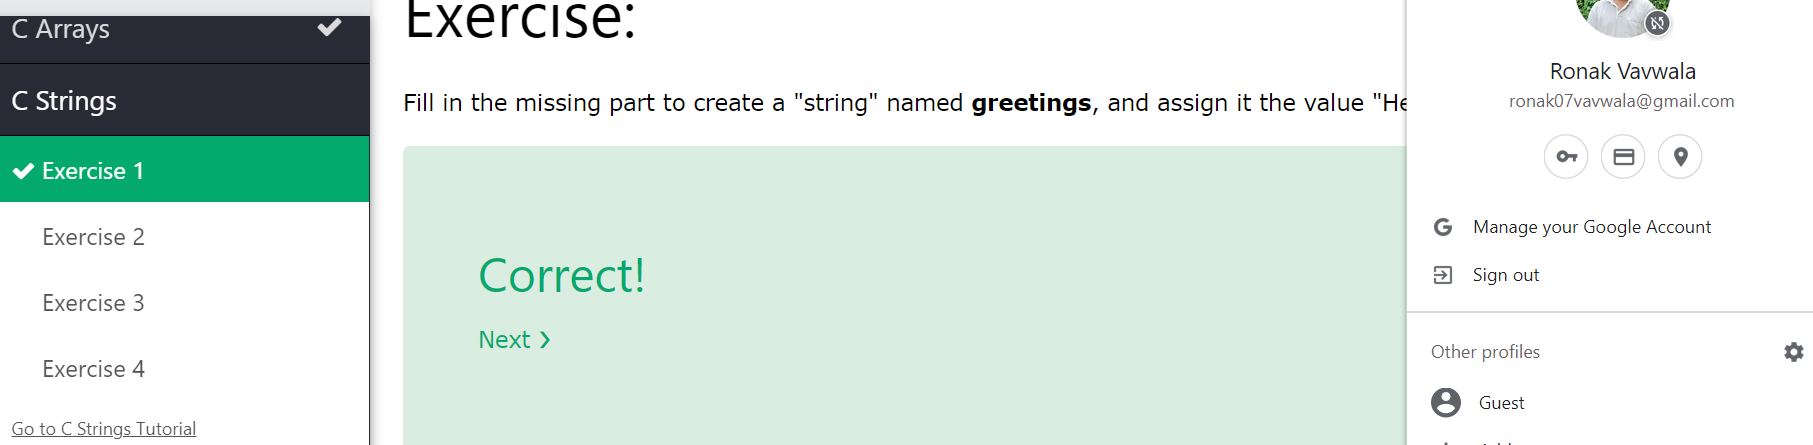 C Arrays
C Strings
Exercise 1
Exercise 2
Exercise 3
Exercise 4
Go to C Strings Tutorial
Exercise:
Fill in the missing part to create a "string" named greetings, and assign it the value "He
Correct!
Next ❯
Ronak Vavwala
ronak07vavwala@gmail.com
Manage your Google Account
Sign out
Other profiles
Guest